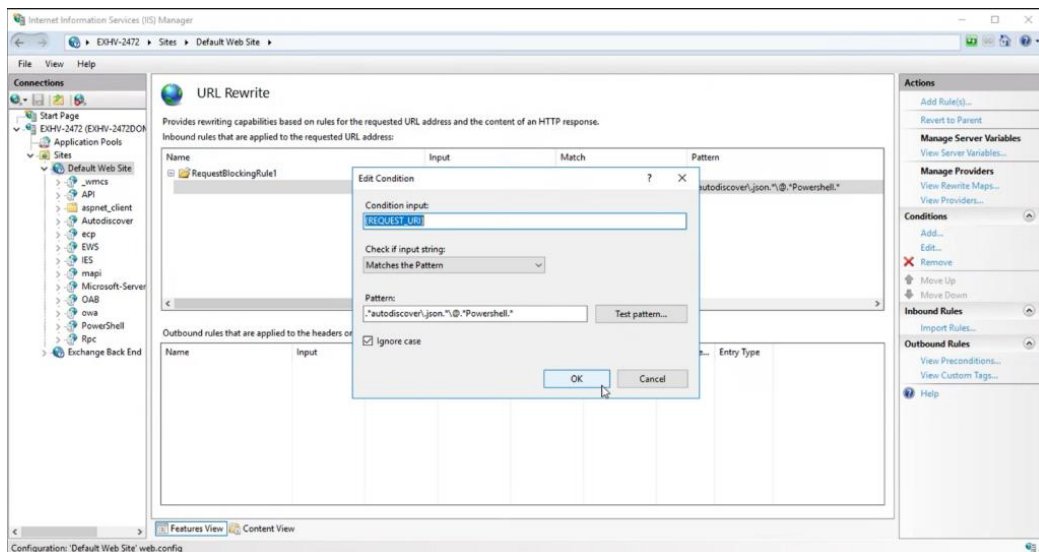 Internet Information Services (IIS) Manager
EXHV-2472 Sites Default Web Site
File View Help
Connections
Start Page
EXHV-2472 (EXHV-2472DOM
Application Pools
Sites
Default Web Site
_wmcs
API
aspnet_client
Autodiscover
ecp
EWS
IES
mapi
Microsoft-Server
OAB
owa
PowerShell
Rpc
Exchange Back End
URL Rewrite
Provides rewriting capabilities based on rules for the requested URL address and the content of an HTTP response.
Inbound rules that are applied to the requested URL address:
Name Input Match Pattern
RequestBlockingRule1
autodiscover\.json.*\@.*Powershell.*
Edit Condition ? X
Condition input:
{REQUEST_URI}
Check if input string:
Matches the Pattern
Pattern:
.*autodiscover\.json.*\@.*Powershell.* Test pattern...
Ignore case
OK Cancel
Outbound rules that are applied to the headers or
Name Input Entry Type
Features View Content View
Actions
Add Rule(s)...
Revert to Parent
Manage Server Variables
View Server Variables...
Manage Providers
View Rewrite Maps...
View Providers...
Conditions
Add...
Edit...
Remove
Move Up
Move Down
Inbound Rules
Import Rules...
Outbound Rules
View Preconditions...
View Custom Tags...
Help
Configuration: 'Default Web Site' web.config